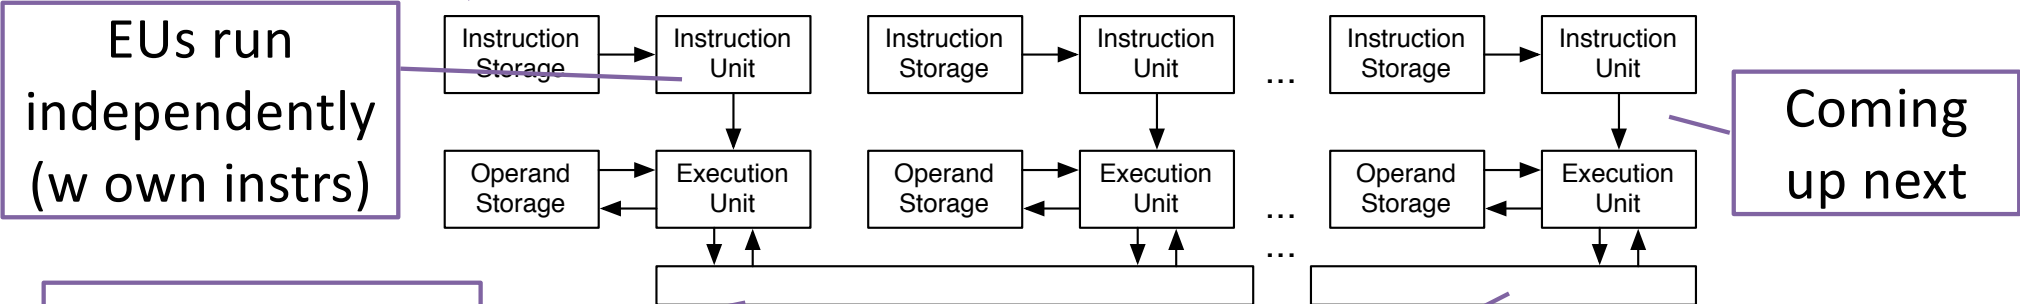 EUs run
independently
(w own instrs)
Instruction
Storage
Instruction
Unit
Instruction
Storage
Instruction
Unit
...
Instruction
Storage
Instruction
Unit
Coming
up next
Operand
Storage
Execution
Unit
Operand
Storage
Execution
Unit
...
Operand
Storage
Execution
Unit
...